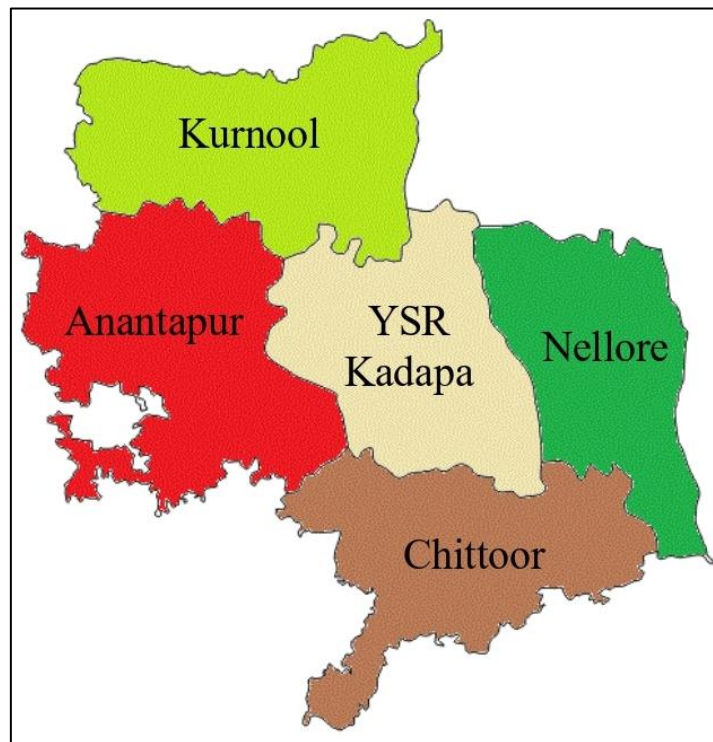 Kurnool
Anantapur
YSR
Kadapa
Nellore
Chittoor